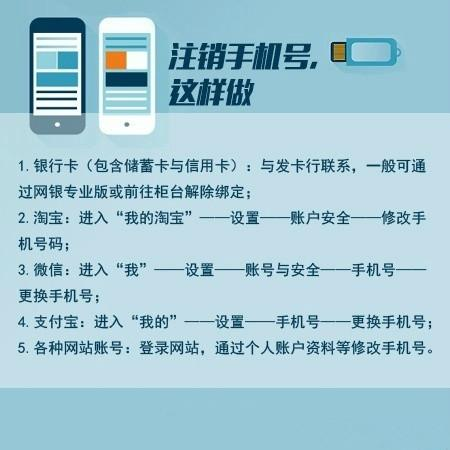 注销手机号,
这样做
1.银行卡（包含储蓄卡与信用卡）：与发卡行联系，一般可通
过网银专业版或前往柜台解除绑定；
2.淘宝：进入“我的淘宝”——设置——账户安全——修改手
机号码；
3.微信：进入“我”——设置——账号与安全——手机号——
更换手机号；
4.支付宝：进入“我的”——设置——手机号——更换手机号；
5.各种网站账号：登录网站，通过个人账户资料等修改手机号。